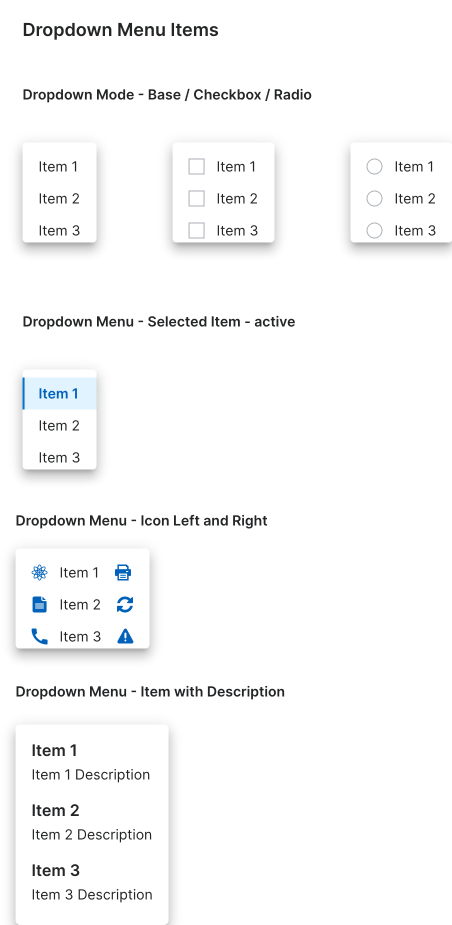 Dropdown Menu Items
Dropdown Mode - Base / Checkbox / Radio
Item 1
Item 2
Item 3
Item 1
Item 2
Item 3
Item 1
Item 2
Item 3
Dropdown Menu - Selected Item - active
Item 1
Item 2
Item 3
Dropdown Menu - Icon Left and Right
Item 1
Item 2
Item 3
Dropdown Menu - Item with Description
Item 1
Item 1 Description
Item 2
Item 2 Description
Item 3
Item 3 Description